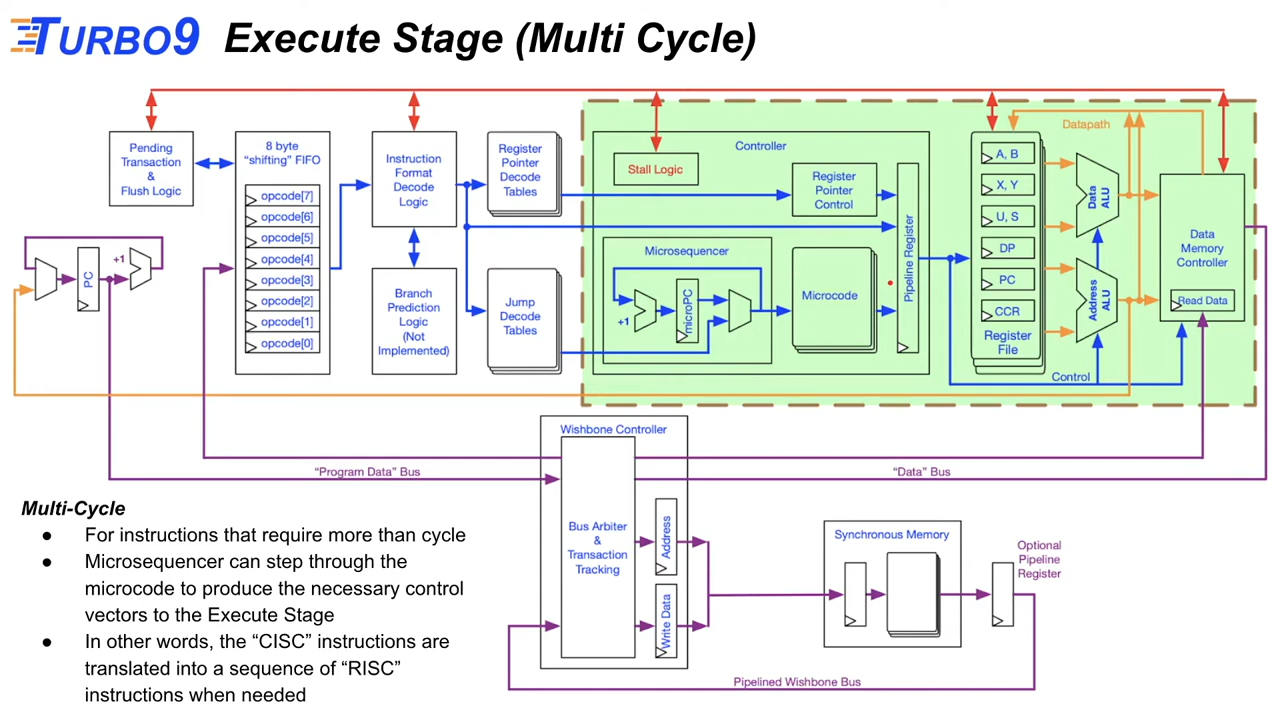 TURBO9 Execute Stage (Multi Cycle)
Pending
Transaction
&
Flush Logic
8 byte
“shifting” FIFO
opcode[7]
opcode[6]
opcode[5]
opcode[4]
opcode[3]
opcode[2]
opcode[1]
opcode[0]
Instruction
Format
Decode
Logic
Branch
Prediction
Logic
(Not
Implemented)
Register
Pointer
Decode
Tables
Jump
Decode
Tables
Controller
Stall Logic
Register
Pointer
Control
Microsequencer
+1
microPC
Microcode
Pipeline Register
Datapath
A, B
X, Y
U, S
DP
PC
CCR
Register
File
Data
ALU
Address
ALU
Control
Data
Memory
Controller
Read Data
PC
+1
Wishbone Controller
“Program Data” Bus
“Data” Bus
Bus Arbiter
&
Transaction
Tracking
Address
Write Data
Synchronous Memory
Optional
Pipeline
Register
Pipelined Wishbone Bus
Multi-Cycle
● For instructions that require more than cycle
● Microsequencer can step through the
microcode to produce the necessary control
vectors to the Execute Stage
● In other words, the “CISC” instructions are
translated into a sequence of “RISC”
instructions when needed